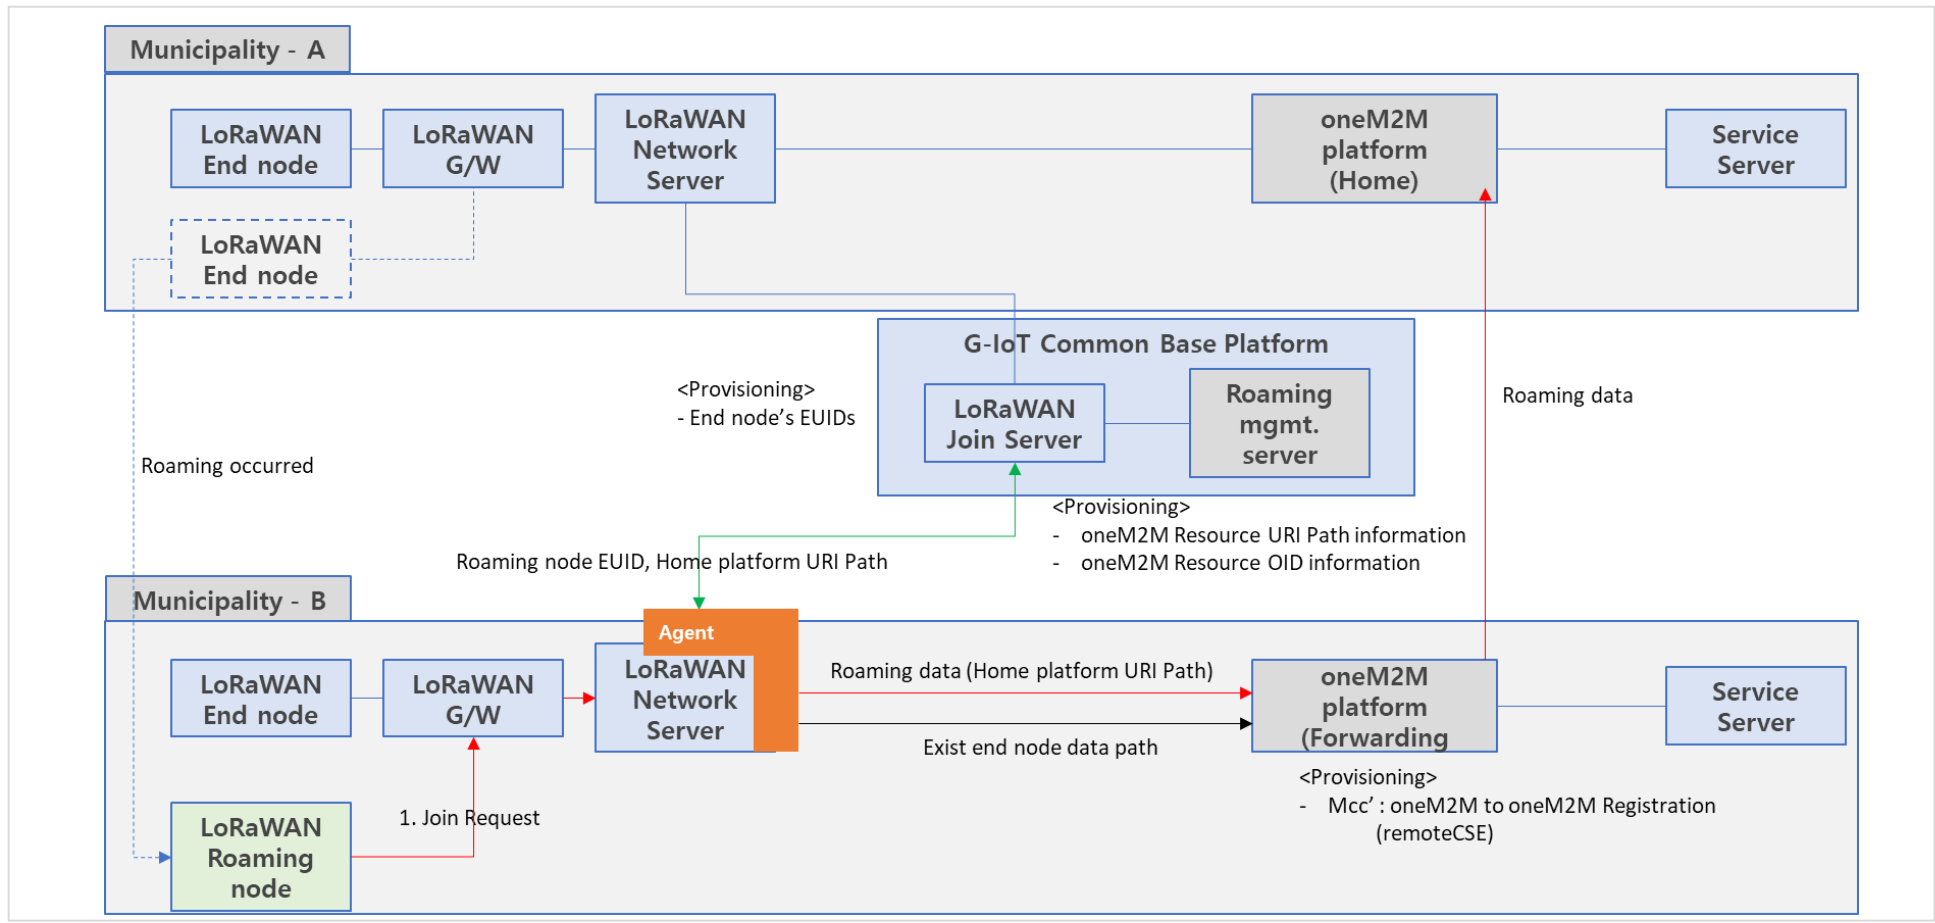 Municipality - A
LoRaWAN
End node
LoRaWAN
G/W
LoRaWAN
Network
Server
oneM2M
platform
(Home)
Service
Server
LoRaWAN
End node
G-IoT Common Base Platform
<Provisioning>
- End node’s EUIDs
LoRaWAN
Join Server
Roaming
mgmt.
server
Roaming data
Roaming occurred
<Provisioning>
- oneM2M Resource URI Path information
- oneM2M Resource OID information
Roaming node EUID, Home platform URI Path
Municipality - B
Agent
LoRaWAN
End node
LoRaWAN
G/W
LoRaWAN
Network
Server
Roaming data (Home platform URI Path)
Exist end node data path
oneM2M
platform
(Forwarding
Service
Server
<Provisioning>
- Mcc’ : oneM2M to oneM2M Registration
(remoteCSE)
1. Join Request
LoRaWAN
Roaming
node